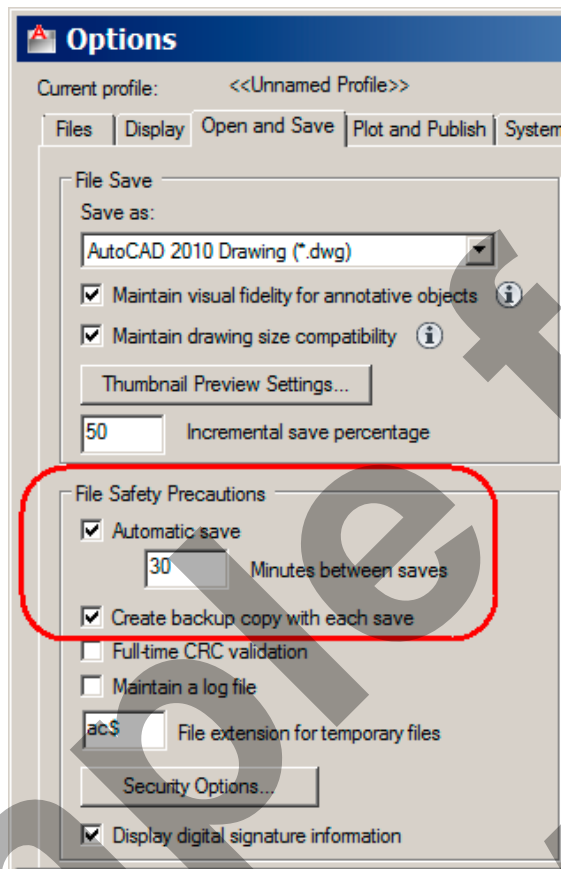 Options
Current profile: <<Unnamed Profile>>
Files Display Open and Save Plot and Publish System
File Save
Save as:
AutoCAD 2010 Drawing (*.dwg)
Maintain visual fidelity for annotative objects
Maintain drawing size compatibility
Thumbnail Preview Settings...
50 Incremental save percentage
File Safety Precautions
Automatic save
30 Minutes between saves
Create backup copy with each save
Full-time CRC validation
Maintain a log file
ac$ File extension for temporary files
Security Options...
Display digital signature information